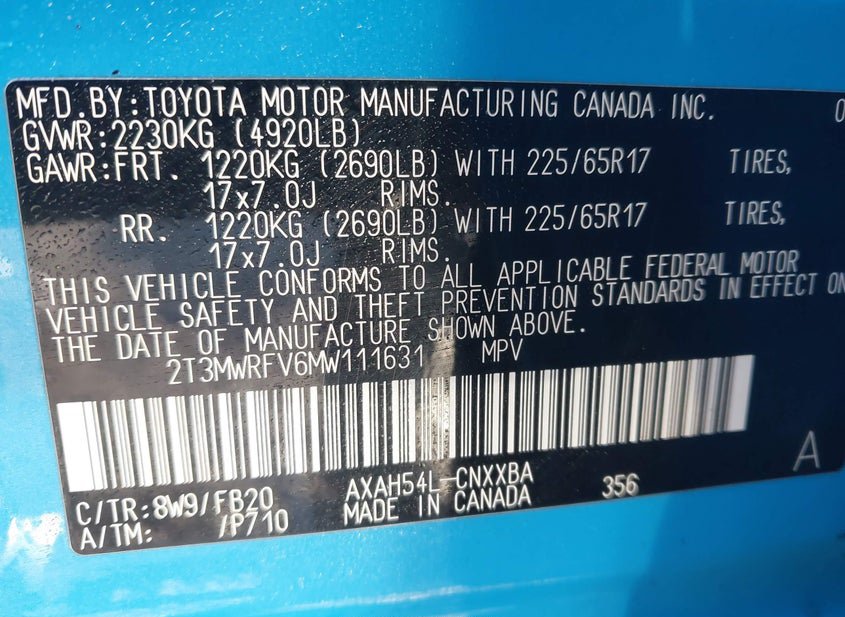 MFD.BY:TOYOTA MOTOR MANUFACTURING CANADA INC. 0
GVWR:2230KG (4920LB)
GAWR:FRT. 1220KG (2690LB) WITH 225/65R17 TIRES,
17x7.0J RIMS.
RR. 1220KG (2690LB) WITH 225/65R17 TIRES,
17x7.0J RIMS.
THIS VEHICLE CONFORMS TO ALL APPLICABLE FEDERAL MOTOR
VEHICLE SAFETY AND THEFT PREVENTION STANDARDS IN EFFECT ON
THE DATE OF MANUFACTURE SHOWN ABOVE.
2T3MWRFV6MW111631 MPV
A
C/TR:8W9/FB20 AXAH54L-CNXXBA 356
A/TM: /P710 MADE IN CANADA